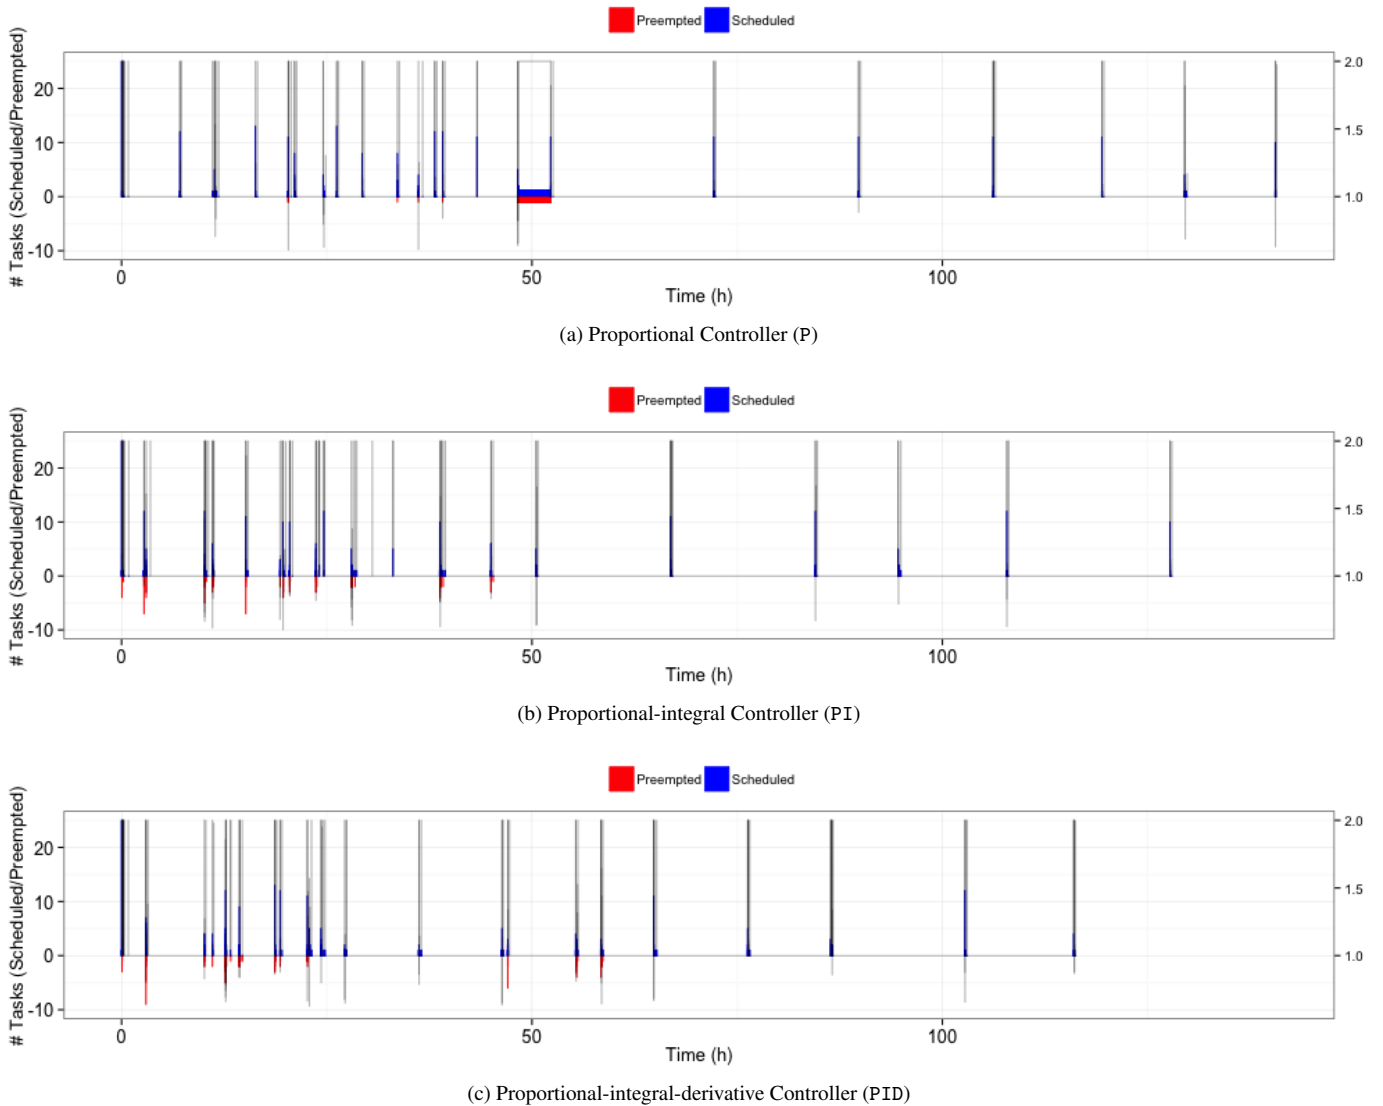 Preempted Scheduled
# Tasks (Scheduled/Preempted)
20
10
0
-10
2.0
1.5
1.0
0 50 100
Time (h)
(a) Proportional Controller (P)
Preempted Scheduled
# Tasks (Scheduled/Preempted)
20
10
0
-10
2.0
1.5
1.0
0 50 100
Time (h)
(b) Proportional-integral Controller (PI)
Preempted Scheduled
# Tasks (Scheduled/Preempted)
20
10
0
-10
2.0
1.5
1.0
0 50 100
Time (h)
(c) Proportional-integral-derivative Controller (PID)